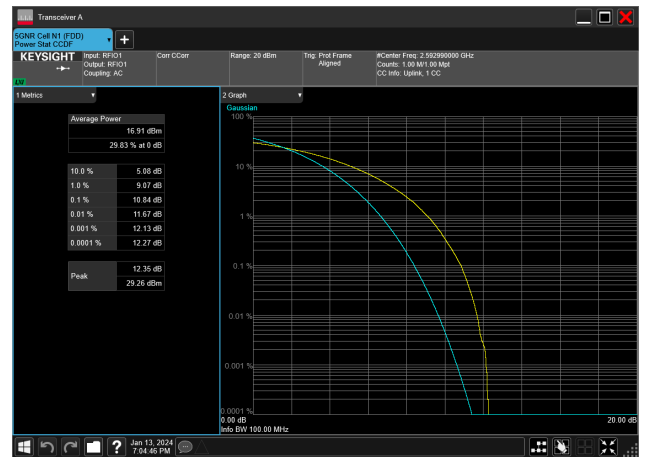 Transceiver A
5GNR Cell N1 (FDD)
Power Stat CCDF
KEYSIGHT
LXI
Input: RFIO1
Output: RFIO1
Coupling: AC
Corr CCorr
Range: 20 dBm
Trig: Prot Frame
Aligned
#Center Freq: 2.592990000 GHz
Counts: 1.00 M/1.00 Mpt
CC Info: Uplink, 1 CC
1 Metrics
Average Power
16.91 dBm
29.83 % at 0 dB
10.0 % 5.08 dB
1.0 % 9.07 dB
0.1 % 10.84 dB
0.01 % 11.67 dB
0.001 % 12.13 dB
0.0001 % 12.27 dB
Peak 12.35 dB
29.26 dBm
2 Graph
Gaussian
100 %
10 %
1 %
0.1 %
0.01 %
0.001 %
0.0001 %
0.00 dB 20.00 dB
Info BW 100.00 MHz
?
Jan 13, 2024
7:04:46 PM